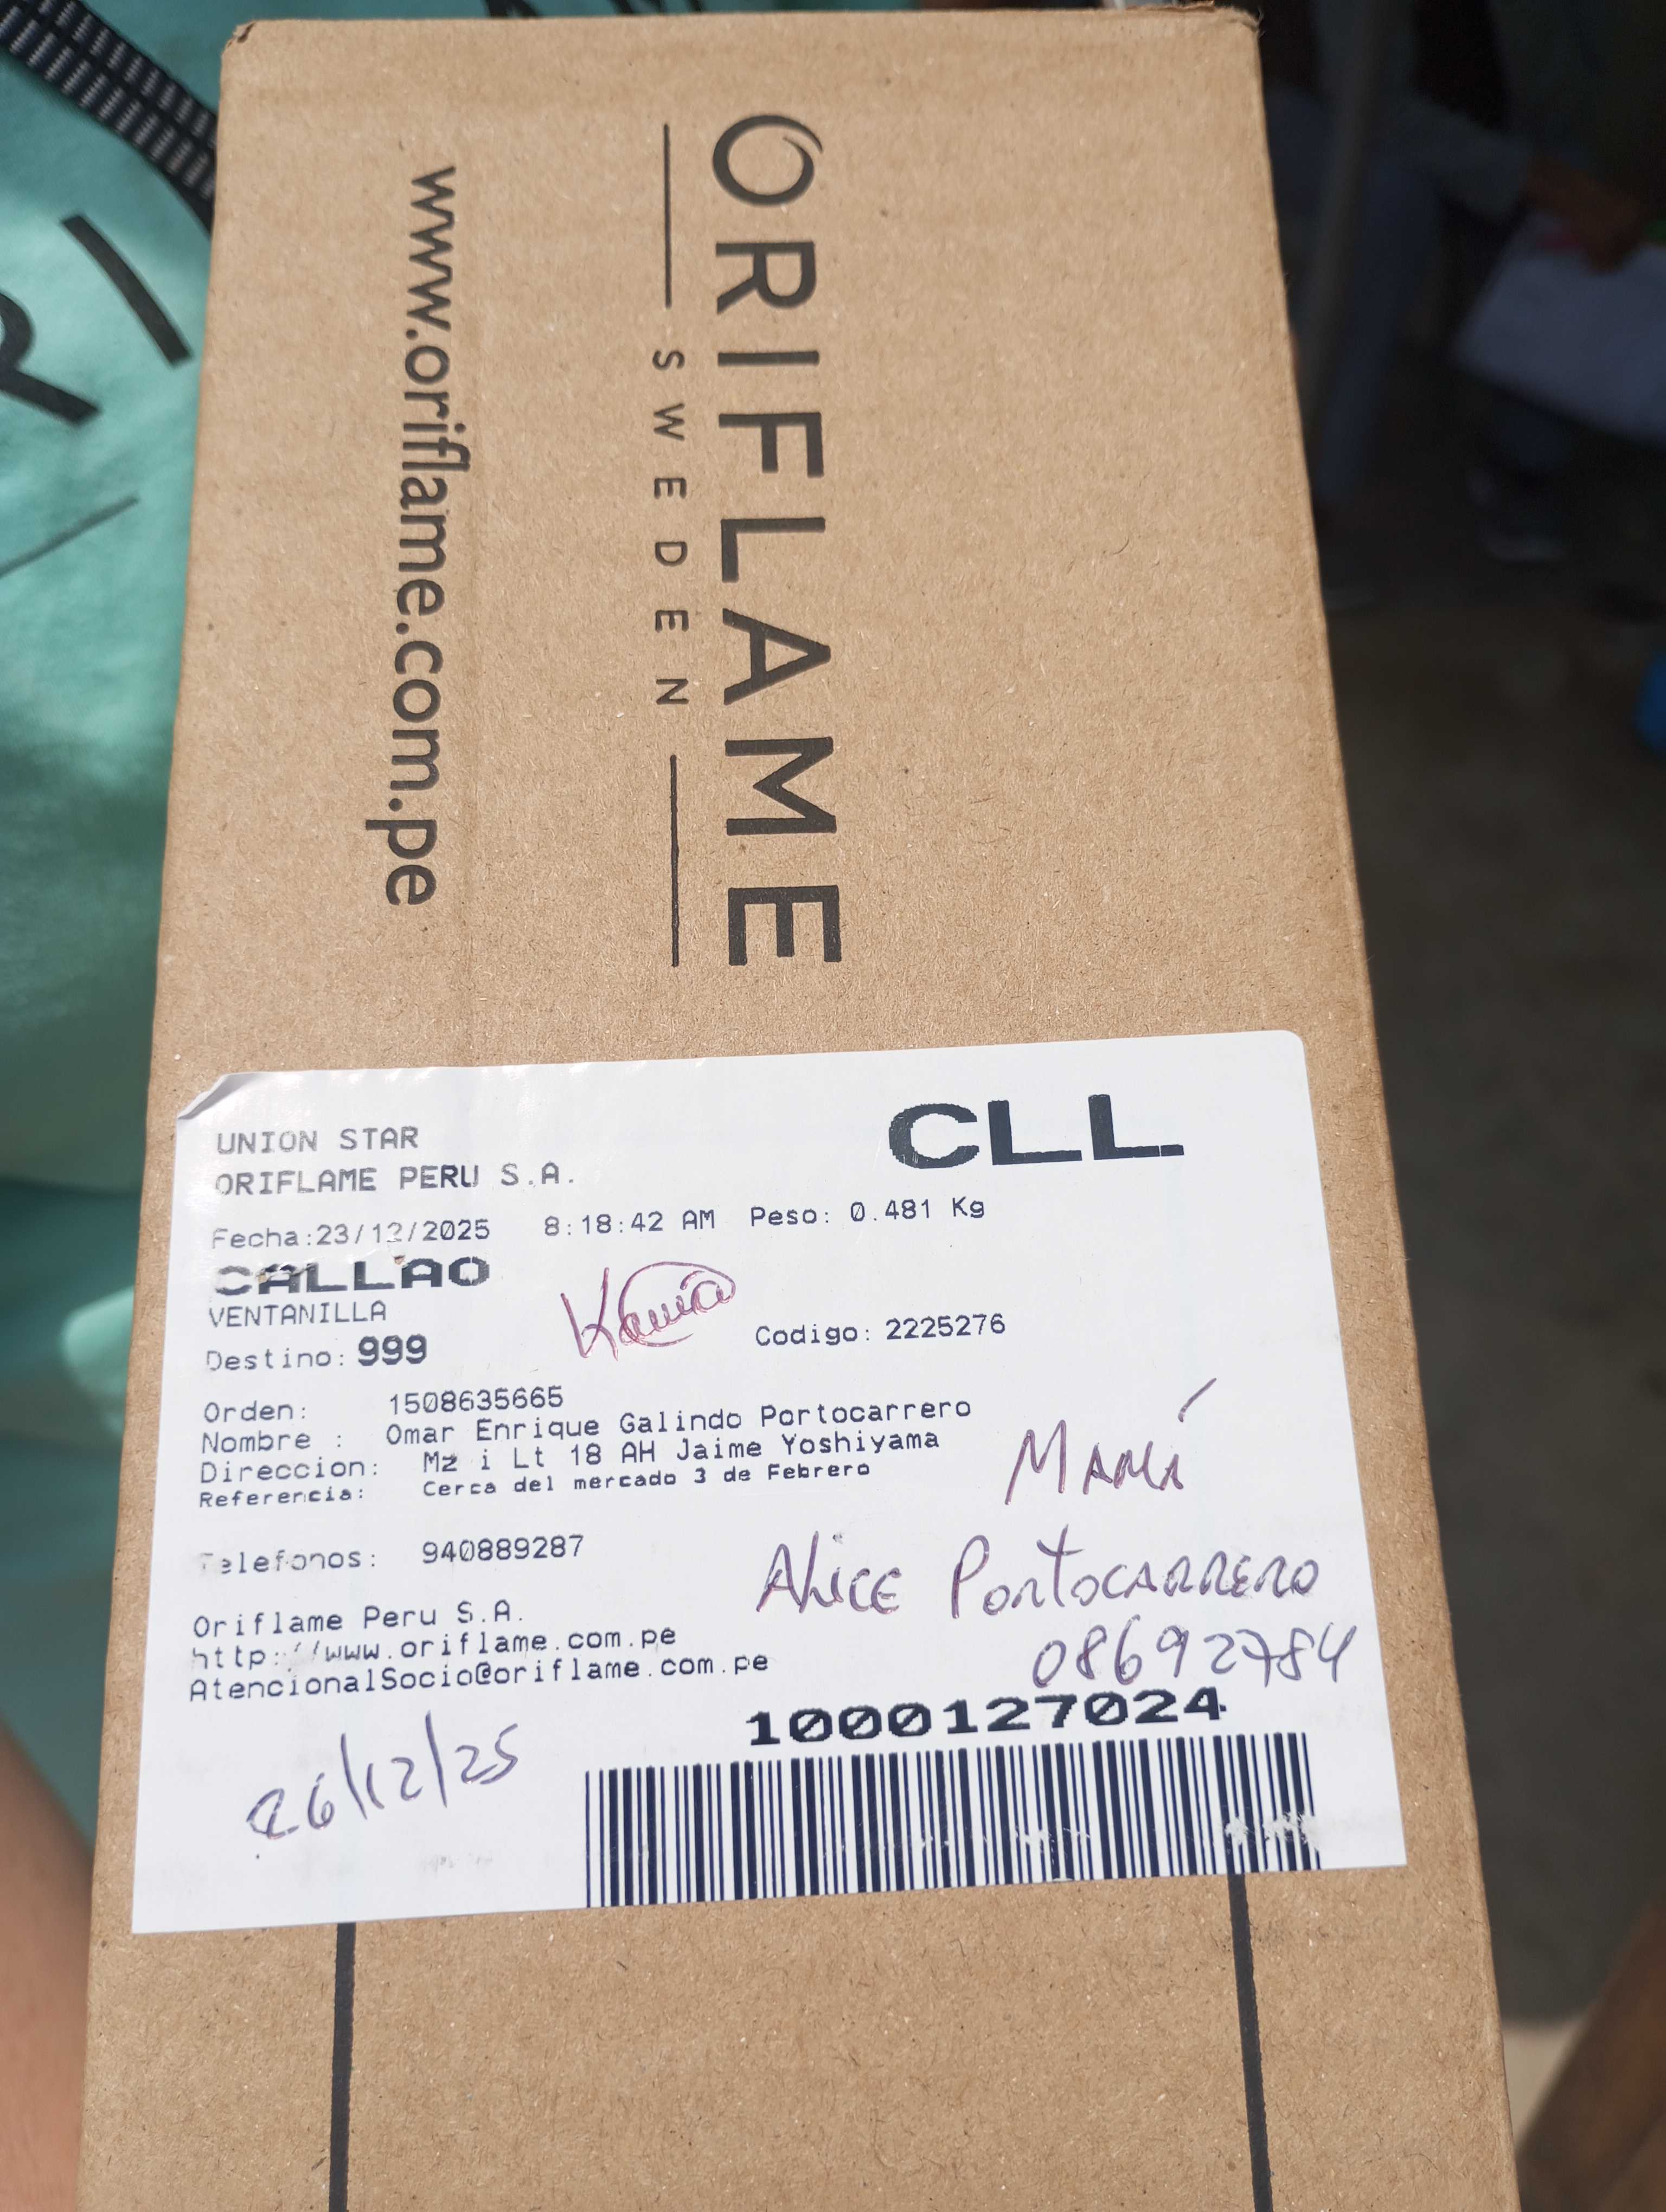 ORIFLAME
SWEDEN
www.oriflame.com.pe
CLL
UNION STAR
ORIFLAME PERU S.A.
Fecha:23/12/2025 8:18:42 AM Peso: 0.481 Kg
CALLAO
VENTANILLA
Destino: 999
Codigo: 2225276
Orden: 1508635665
Nombre : Omar Enrique Galindo Portocarrero
Direccion: Mz i Lt 18 AH Jaime Yoshiyama
Referencia: Cerca del mercado 3 de Febrero
MAMÁ
Telefonos: 940889287
ALICE PORTOCARRERO
08692784
Oriflame Peru S.A.
http://www.oriflame.com.pe
AtencionalSocio@oriflame.com.pe
1000127024
26/12/25